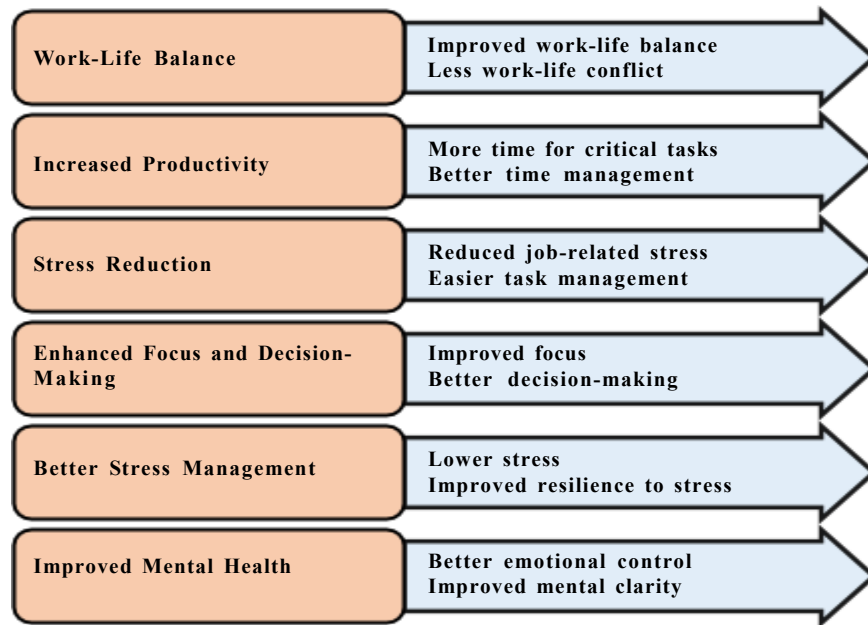 Work-Life Balance
Improved work-life balance
Less work-life conflict
Increased Productivity
More time for critical tasks
Better time management
Stress Reduction
Reduced job-related stress
Easier task management
Enhanced Focus and Decision-
Making
Improved focus
Better decision-making
Better Stress Management
Lower stress
Improved resilience to stress
Improved Mental Health
Better emotional control
Improved mental clarity